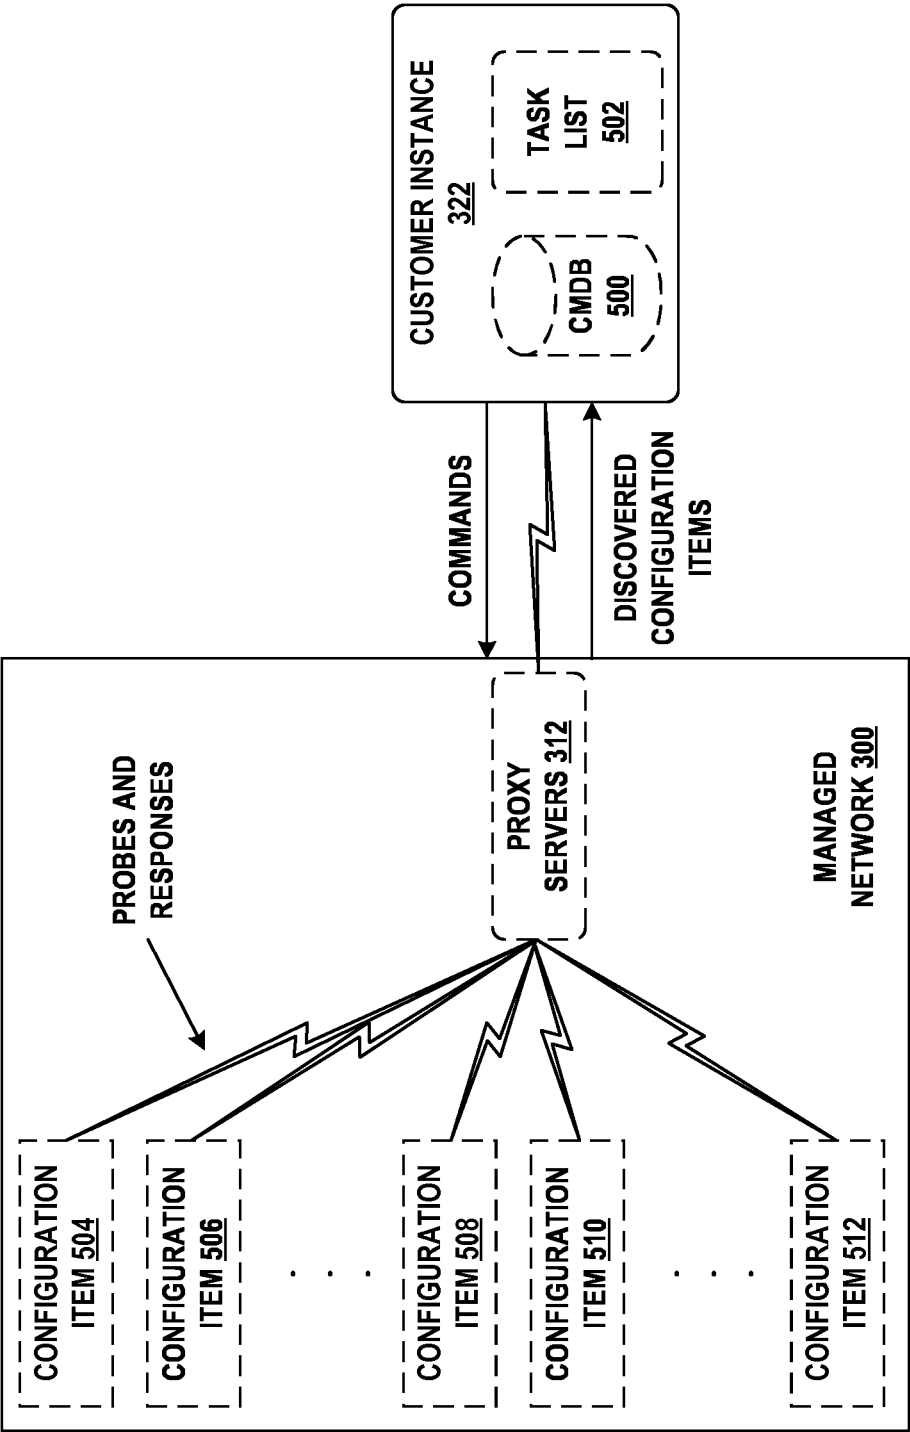 CUSTOMER INSTANCE
322
CMDB
500
TASK
LIST
502
COMMANDS
DISCOVERED
CONFIGURATION
ITEMS
PROBES AND
RESPONSES
PROXY
SERVERS 312
MANAGED
NETWORK 300
CONFIGURATION
ITEM 504
CONFIGURATION
ITEM 506
. . .
CONFIGURATION
ITEM 508
CONFIGURATION
ITEM 510
. . .
CONFIGURATION
ITEM 512